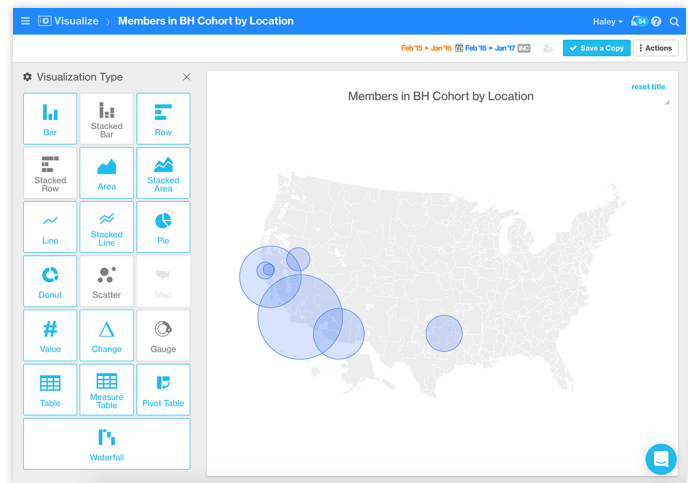 Visualize
Members in BH Cohort by Location
Haley
54
Feb '15 ▸ Jan '16
Feb '16 ▸ Jan '17
INC
Save a Copy
Actions
Visualization Type
reset title
Members in BH Cohort by Location
Bar
Stacked
Bar
Row
Stacked
Row
Area
Stacked
Area
Line
Stacked
Line
Pie
Donut
Scatter
Map
Value
Change
Gauge
Table
Measure
Table
Pivot Table
Waterfall